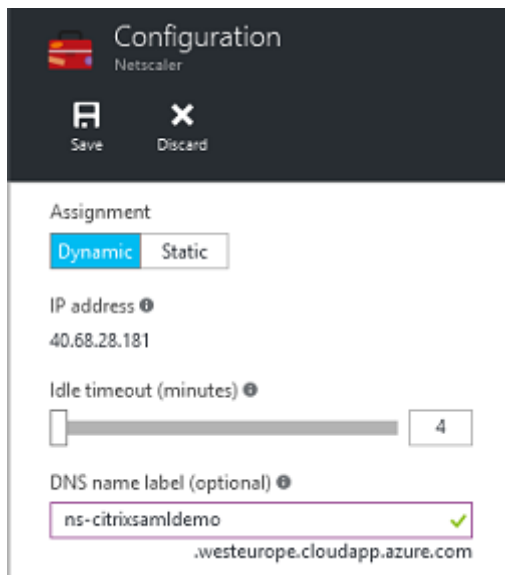 Configuration
Netscaler
Save Discard
Assignment
Dynamic Static
IP address
40.68.28.181
Idle timeout (minutes)
4
DNS name label (optional)
ns-citrixsamldemo
.westeurope.cloudapp.azure.com